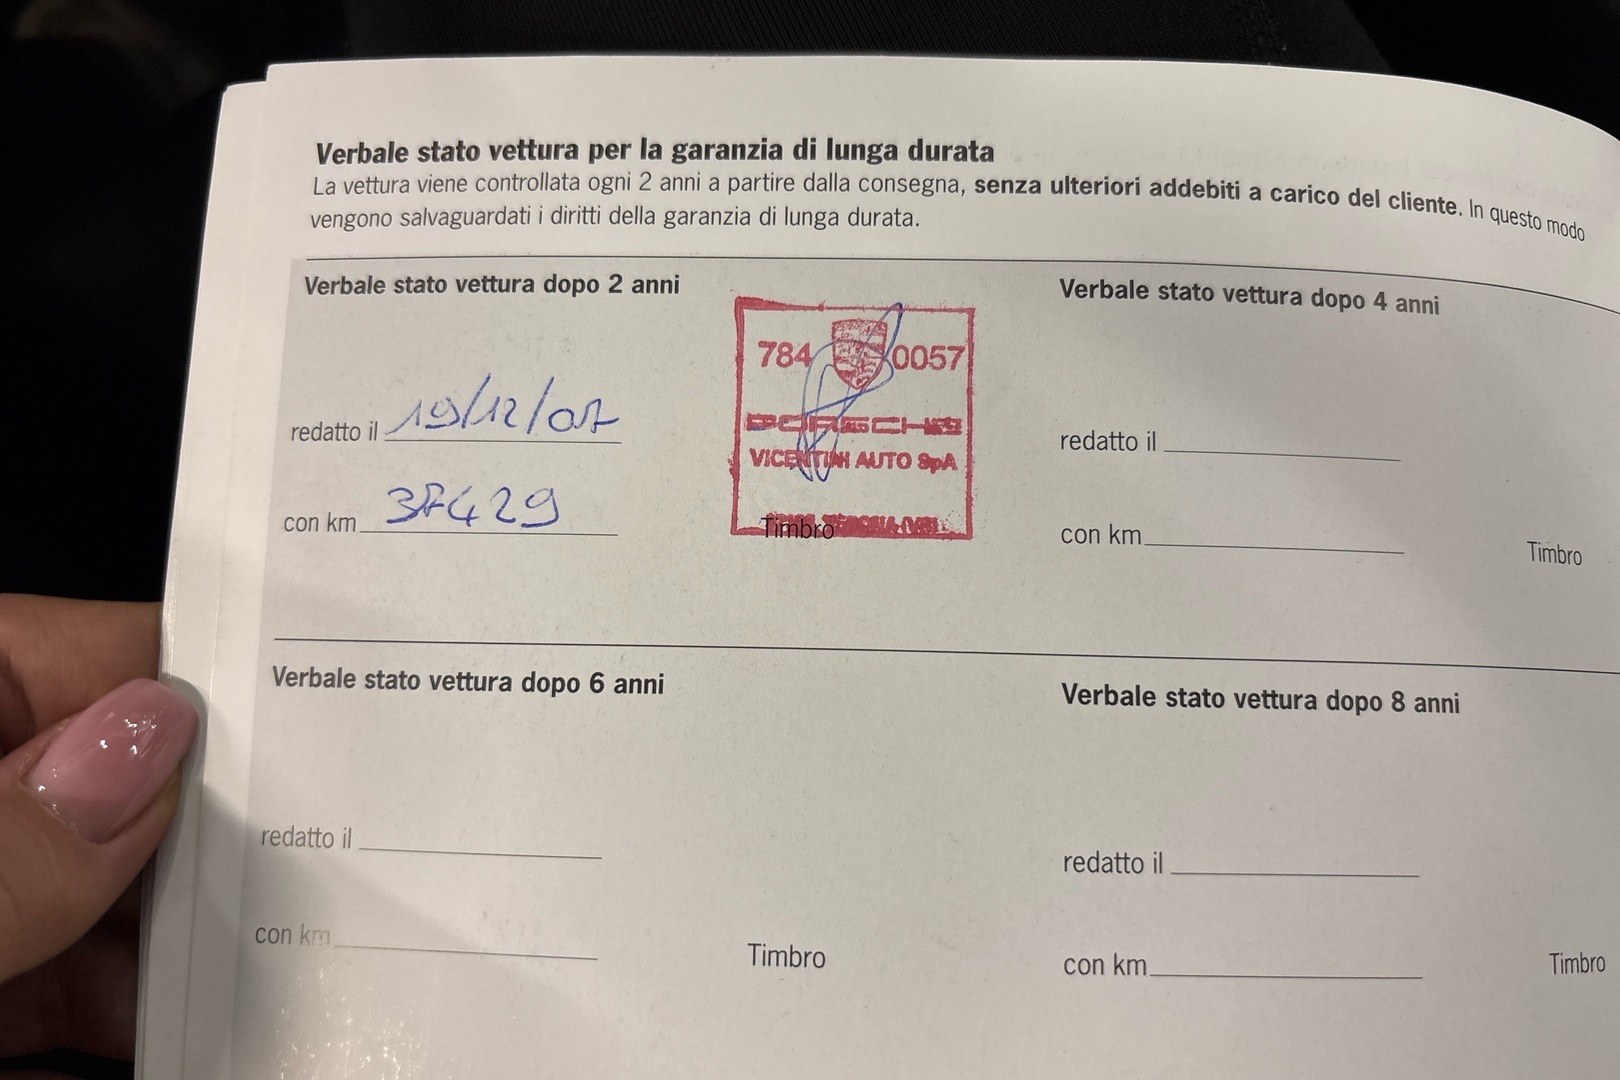 Verbale stato vettura per la garanzia di lunga durata
La vettura viene controllata ogni 2 anni a partire dalla consegna, senza ulteriori addebiti a carico del cliente. In questo modo
vengono salvaguardati i diritti della garanzia di lunga durata.
Verbale stato vettura dopo 2 anni
redatto il 19/12/07
con km 37429
784 0057
PORSCHE
VICENTINI AUTO SpA
Timbro
Verbale stato vettura dopo 4 anni
redatto il
con km
Timbro
Verbale stato vettura dopo 6 anni
redatto il
con km
Timbro
Verbale stato vettura dopo 8 anni
redatto il
con km
Timbro